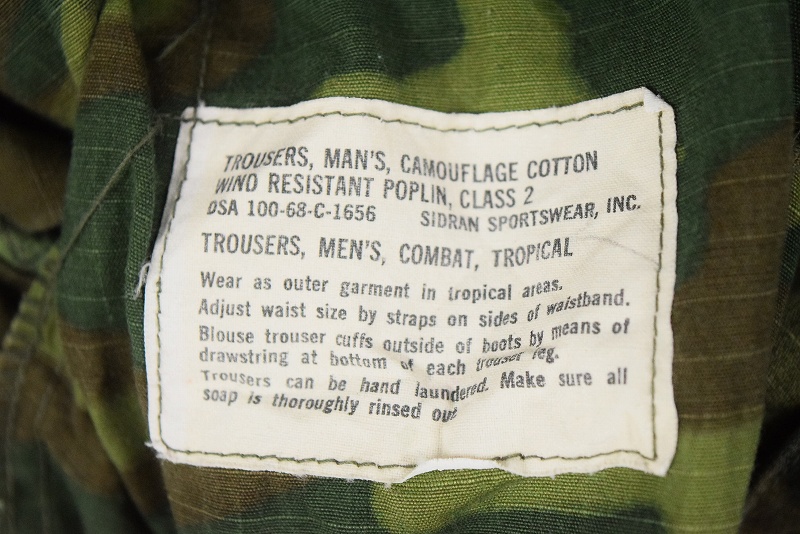 TROUSERS, MAN'S, CAMOUFLAGE COTTON
WIND RESISTANT POPLIN, CLASS 2
DSA 100-68-C-1656 SIDRAN SPORTSWEAR, INC.
TROUSERS, MEN'S, COMBAT, TROPICAL
Wear as outer garment in tropical areas.
Adjust waist size by straps on sides of waistband.
Blouse trouser cuffs outside of boots by means of
drawstring at bottom of each trouser leg.
Trousers can be hand laundered. Make sure all
soap is thoroughly rinsed out